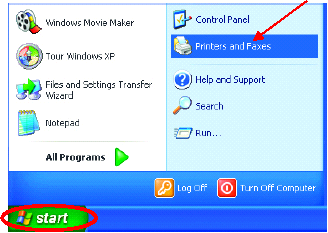 Windows Movie Maker
Tour Windows XP
Files and Settings Transfer
Wizard
Notepad
All Programs
Control Panel
Printers and Faxes
Help and Support
Search
Run...
Log Off
Turn Off Computer
start